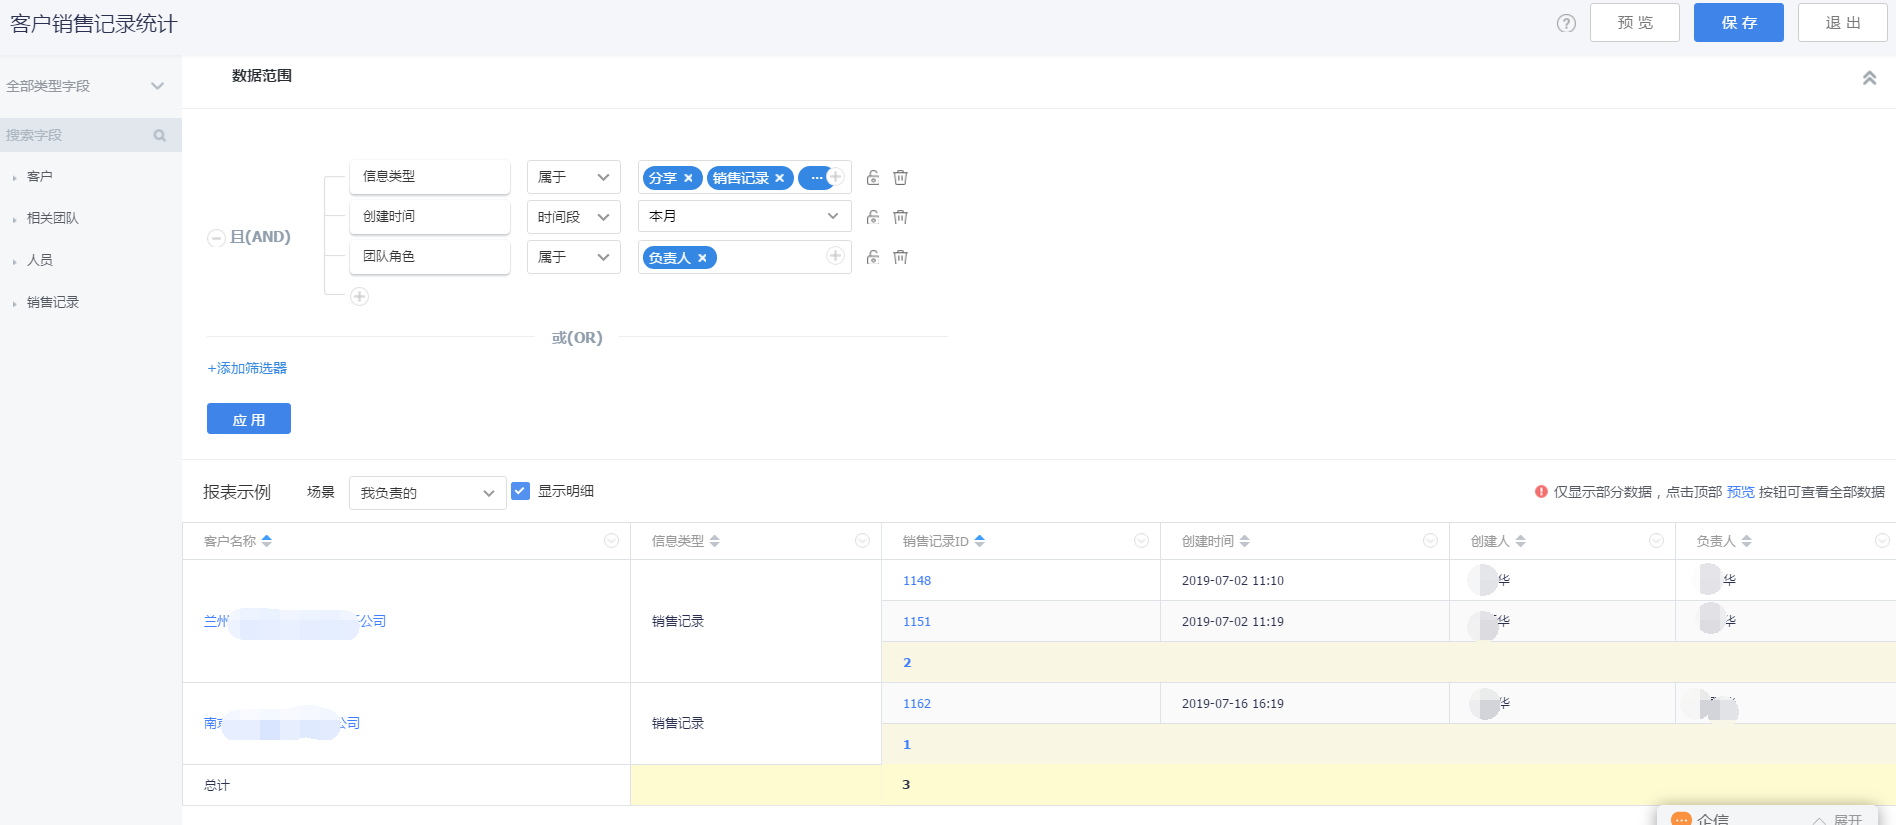 客户销售记录统计
? 预 览 保 存 退 出
全部类型字段
搜索字段
客户
相关团队
人员
销售记录
数据范围
且(AND)
信息类型 属于 分享 × 销售记录 × ...
创建时间 时间段 本月
团队角色 属于 负责人 ×
或(OR)
+添加筛选器
应 用
报表示例 场景 我负责的 显示明细 仅显示部分数据，点击顶部 预览 按钮可查看全部数据
客户名称 信息类型 销售记录ID 创建时间 创建人 负责人
兰州 公司 销售记录 1148 2019-07-02 11:10 华 华
1151 2019-07-02 11:19 华 华
2
南京 公司 销售记录 1162 2019-07-16 16:19 华
1
总计 3
企信 展开